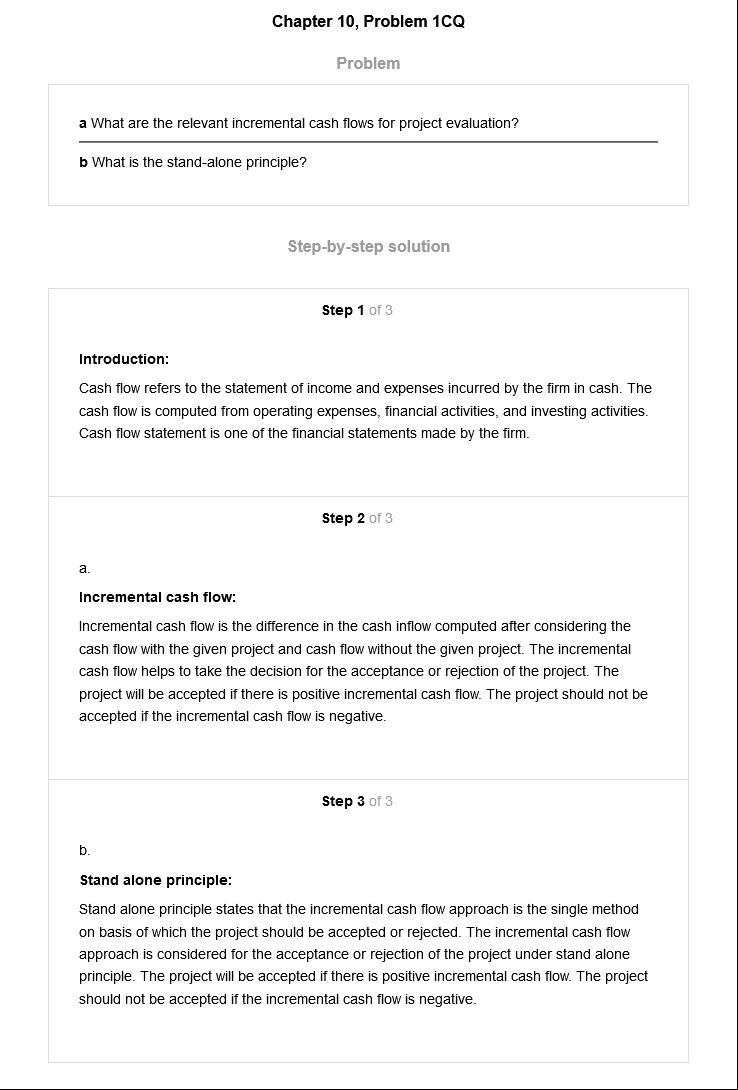 Chapter 10, Problem 1CQ
Problem
a What are the relevant incremental cash flows for project evaluation?
b What is the stand-alone principle?
Step-by-step solution
Step 1 of 3
Introduction:
Cash flow refers to the statement of income and expenses incurred by the firm in cash. The
cash flow is computed from operating expenses, financial activities, and investing activities.
Cash flow statement is one of the financial statements made by the firm.
Step 2 of 3
a.
Incremental cash flow:
Incremental cash flow is the difference in the cash inflow computed after considering the
cash flow with the given project and cash flow without the given project. The incremental
cash flow helps to take the decision for the acceptance or rejection of the project. The
project will be accepted if there is positive incremental cash flow. The project should not be
accepted if the incremental cash flow is negative.
Step 3 of 3
b.
Stand alone principle:
Stand alone principle states that the incremental cash flow approach is the single method
on basis of which the project should be accepted or rejected. The incremental cash flow
approach is considered for the acceptance or rejection of the project under stand alone
principle. The project will be accepted if there is positive incremental cash flow. The project
should not be accepted if the incremental cash flow is negative.